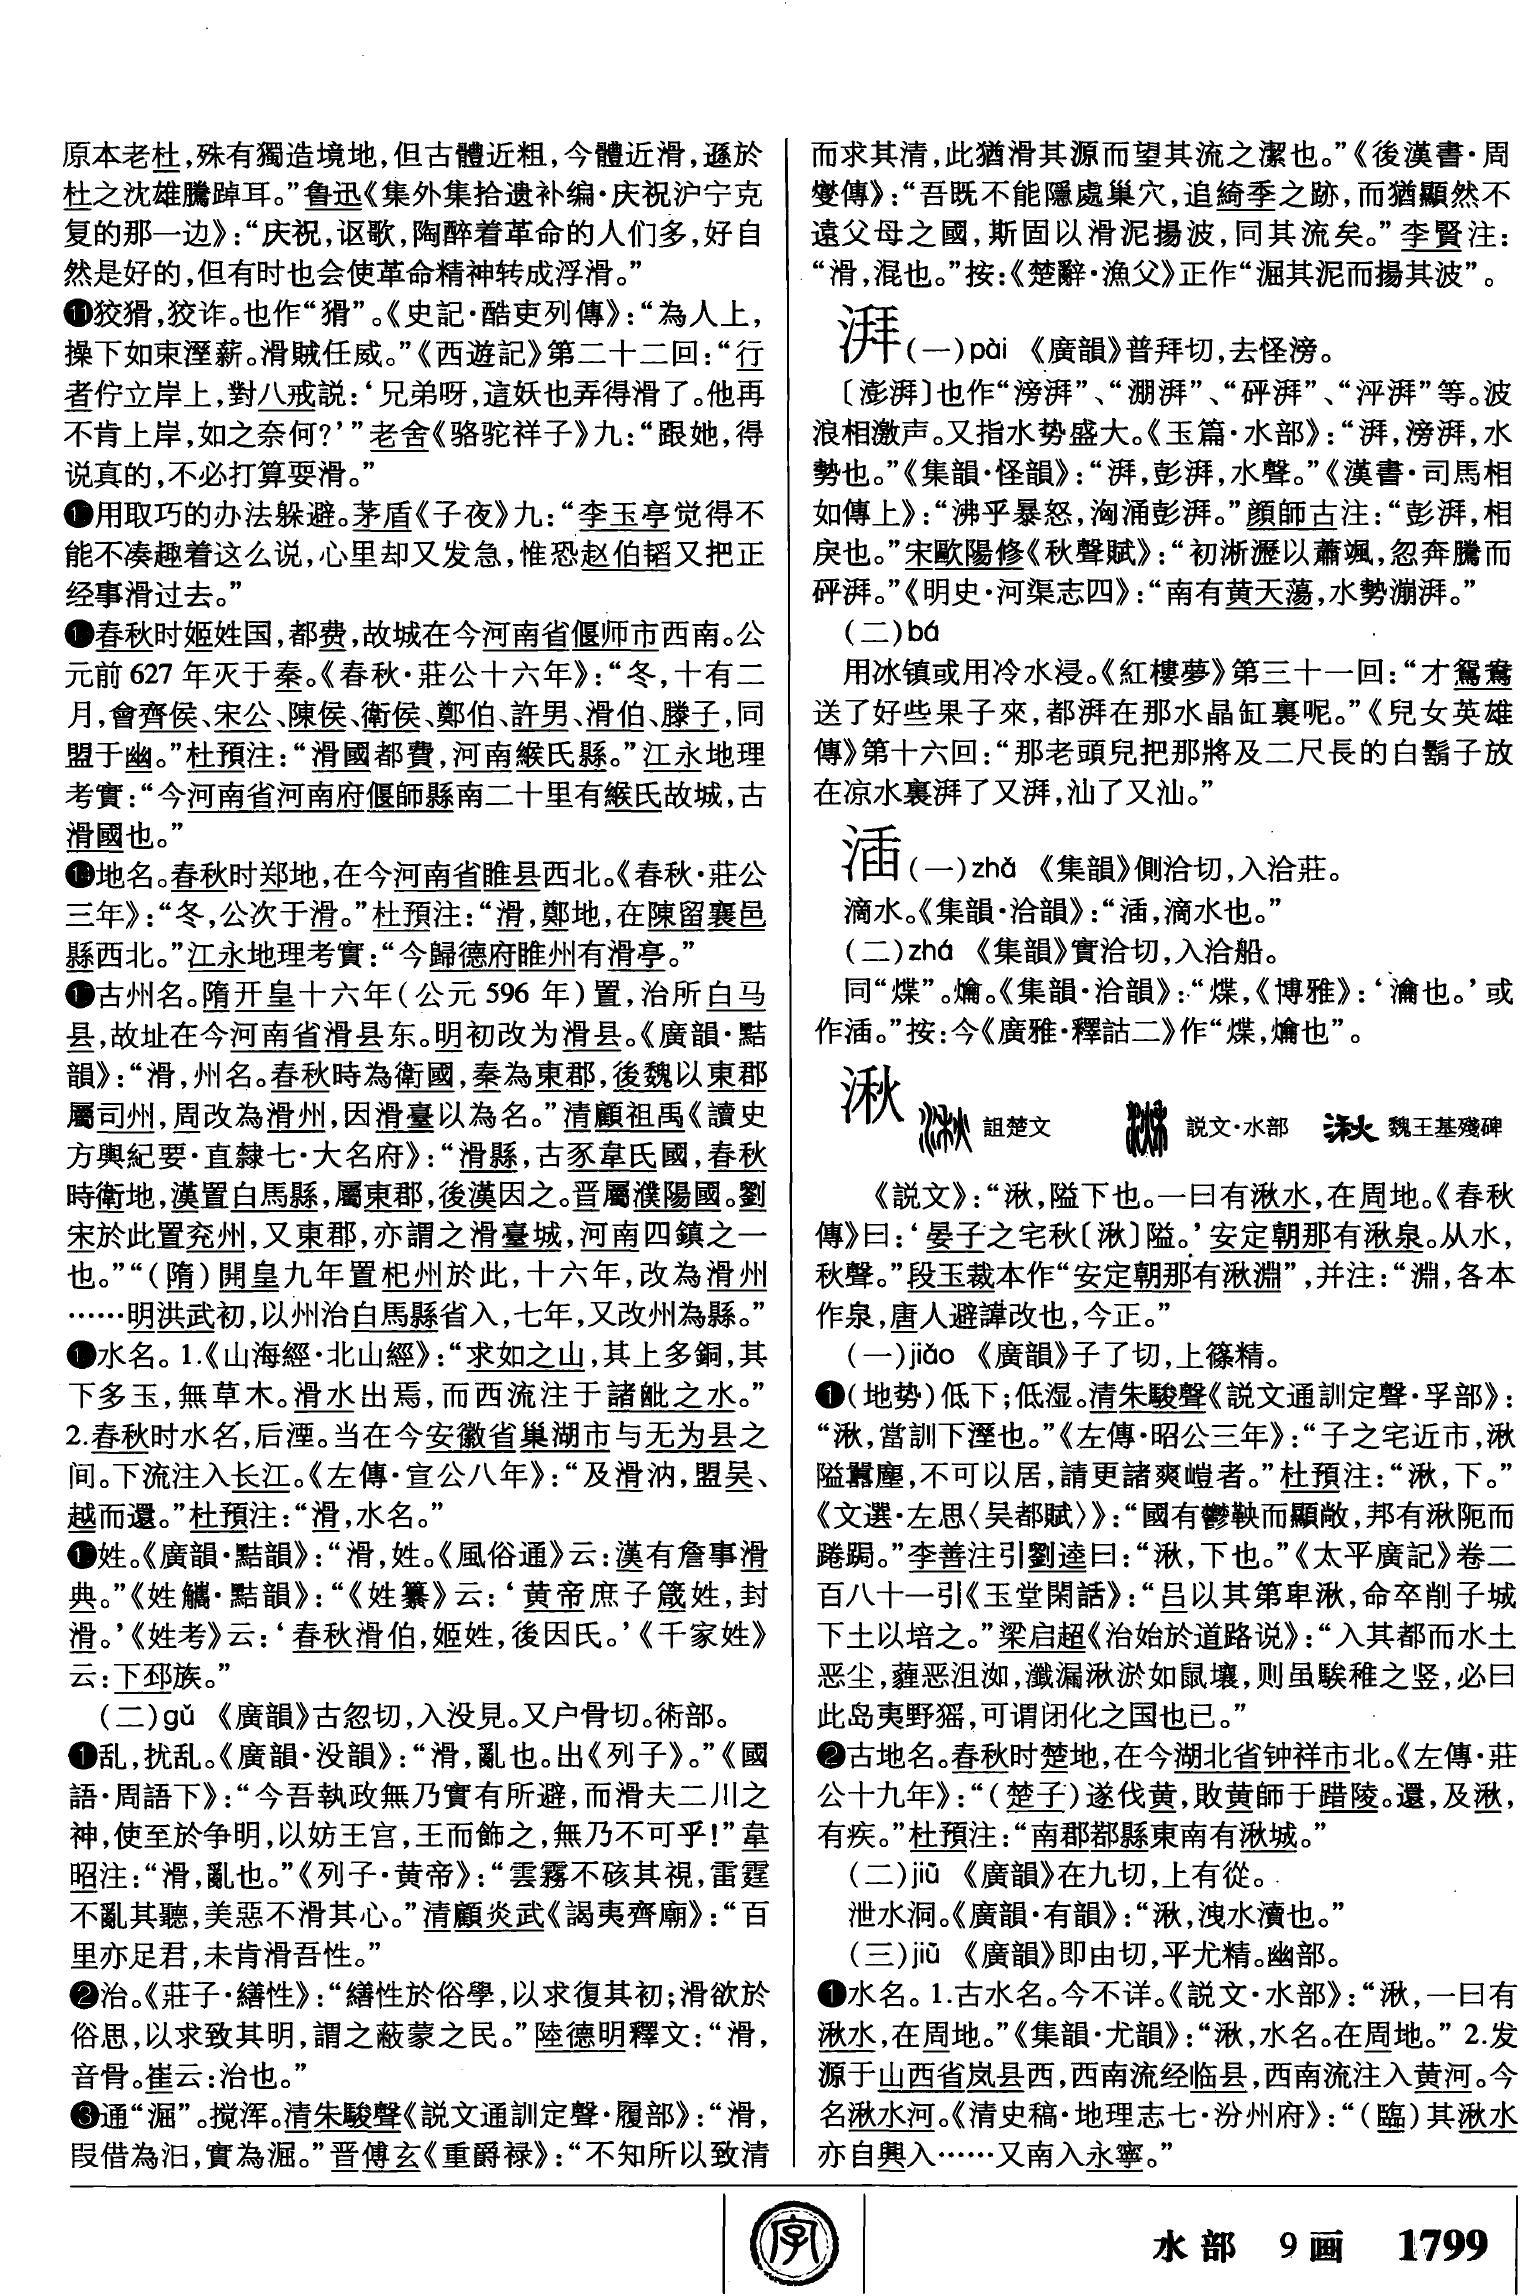 原本老杜，殊有獨造境地，但古體近粗，今體近滑，遜於
杜之沈雄騰踔耳。”鲁迅《集外集拾遗补编·庆祝沪宁克
复的那一边》：“庆祝，讴歌，陶醉着革命的人们多，好自
然是好的，但有时也会使革命精神转成浮滑。”
⓫狡猾，狡诈。也作“猾”。《史記·酷吏列傳》：“為人上，
操下如束溼薪。滑賊任威。”《西遊記》第二十二回：“行
者佇立岸上，對八戒説：‘兄弟呀，這妖也弄得滑了。他再
不肯上岸，如之奈何？’”老舍《骆驼祥子》九：“跟她，得
说真的，不必打算耍滑。”
⓬用取巧的办法躲避。茅盾《子夜》九：“李玉亭觉得不
能不凑趣着这么说，心里却又发急，惟恐赵伯韬又把正
经事滑过去。”
⓭春秋时姬姓国，都费，故城在今河南省偃师市西南。公
元前627年灭于秦。《春秋·莊公十六年》：“冬，十有二
月，會齊侯、宋公、陳侯、衛侯、鄭伯、許男、滑伯、滕子，同
盟于幽。”杜預注：“滑國都費，河南緱氏縣。”江永地理
考實：“今河南省河南府偃師縣南二十里有緱氏故城，古
滑國也。”
⓮地名。春秋时郑地，在今河南省睢县西北。《春秋·莊公
三年》：“冬，公次于滑。”杜預注：“滑，鄭地，在陳留襄邑
縣西北。”江永地理考實：“今歸德府睢州有滑亭。”
⓯古州名。隋开皇十六年（公元596年）置，治所白马
县，故址在今河南省滑县东。明初改为滑县。《廣韻·黠
韻》：“滑，州名。春秋時為衛國，秦為東郡，後魏以東郡
屬司州，周改為滑州，因滑臺以為名。”清顧祖禹《讀史
方輿紀要·直隸七·大名府》：“滑縣，古豕韋氏國，春秋
時衛地，漢置白馬縣，屬東郡，後漢因之。晋屬濮陽國。劉
宋於此置兖州，又東郡，亦謂之滑臺城，河南四鎮之一
也。”“（隋）開皇九年置杞州於此，十六年，改為滑州
……明洪武初，以州治白馬縣省入，七年，又改州為縣。”
⓰水名。1.《山海經·北山經》：“求如之山，其上多銅，其
下多玉，無草木。滑水出焉，而西流注于諸毗之水。”
2.春秋时水名，后湮。当在今安徽省巢湖市与无为县之
间。下流注入长江。《左傳·宣公八年》：“及滑汭，盟吴、
越而還。”杜預注：“滑，水名。”
⓱姓。《廣韻·黠韻》：“滑，姓。《風俗通》云：漢有詹事滑
典。”《姓觿·黠韻》：“《姓纂》云：‘黄帝庶子箴姓，封
滑。’《姓考》云：‘春秋滑伯，姬姓，後因氏。’《千家姓》
云：下邳族。”
（二）gǔ 《廣韻》古忽切，入没見。又户骨切。術部。
❶乱，扰乱。《廣韻·没韻》：“滑，亂也。出《列子》。”《國
語·周語下》：“今吾執政無乃實有所避，而滑夫二川之
神，使至於争明，以妨王宫，王而飾之，無乃不可乎！”韋
昭注：“滑，亂也。”《列子·黄帝》：“雲霧不硋其視，雷霆
不亂其聽，美惡不滑其心。”清顧炎武《謁夷齊廟》：“百
里亦足君，未肯滑吾性。”
❷治。《莊子·繕性》：“繕性於俗學，以求復其初；滑欲於
俗思，以求致其明，謂之蔽蒙之民。”陸德明釋文：“滑，
音骨。崔云：治也。”
❸通“淈”。搅浑。清朱駿聲《説文通訓定聲·履部》：“滑，
叚借為汩，實為淈。”晋傅玄《重爵禄》：“不知所以致清
而求其清，此猶滑其源而望其流之潔也。”《後漢書·周
燮傳》：“吾既不能隱處巢穴，追綺季之跡，而猶顯然不
遠父母之國，斯固以滑泥揚波，同其流矣。”李賢注：
“滑，混也。”按：《楚辭·漁父》正作“淈其泥而揚其波”。
湃（一）pài 《廣韻》普拜切，去怪滂。
〔澎湃〕也作“滂湃”、“淜湃”、“砰湃”、“泙湃”等。波
浪相激声。又指水势盛大。《玉篇·水部》：“湃，滂湃，水
勢也。”《集韻·怪韻》：“湃，彭湃，水聲。”《漢書·司馬相
如傳上》：“沸乎暴怒，洶涌彭湃。”顔師古注：“彭湃，相
戾也。”宋歐陽修《秋聲賦》：“初淅瀝以蕭颯，忽奔騰而
砰湃。”《明史·河渠志四》：“南有黄天蕩，水勢漰湃。”
（二）bá
用冰镇或用冷水浸。《紅樓夢》第三十一回：“才鴛鴦
送了好些果子來，都湃在那水晶缸裏呢。”《兒女英雄
傳》第十六回：“那老頭兒把那將及二尺長的白鬍子放
在凉水裏湃了又湃，汕了又汕。”
湁（一）zhǎ 《集韻》側洽切，入洽莊。
滴水。《集韻·洽韻》：“，滴水也。”
（二）zhá 《集韻》實洽切，入洽船。
同“煠”。爚。《集韻·洽韻》：“煠，《博雅》：‘瀹也。’或
作。”按：今《廣雅·釋詁二》作“煠，爚也”。
湫 詛楚文 説文·水部 魏王基殘碑
《説文》：“湫，隘下也。一曰有湫水，在周地。《春秋
傳》曰：‘晏子之宅秋〔湫〕隘。’安定朝那有湫泉。从水，
秋聲。”段玉裁本作“安定朝那有湫淵”，并注：“淵，各本
作泉，唐人避諱改也，今正。”
（一）jiǎo 《廣韻》子了切，上篠精。
❶（地势）低下；低湿。清朱駿聲《説文通訓定聲·孚部》：
“湫，當訓下溼也。”《左傳·昭公三年》：“子之宅近市，湫
隘囂塵，不可以居，請更諸爽塏者。”杜預注：“湫，下。”
《文選·左思〈吴都賦〉》：“國有鬱鞅而顯敞，邦有湫阨而
踡跼。”李善注引劉逵曰：“湫，下也。”《太平廣記》卷二
百八十一引《玉堂閑話》：“吕以其第卑湫，命卒削子城
下土以培之。”梁启超《治始於道路说》：“入其都而水土
恶尘，薶恶沮洳，瀸漏湫淤如鼠壤，则虽騃稚之竖，必曰
此岛夷野猺，可谓闭化之国也已。”
❷古地名。春秋时楚地，在今湖北省钟祥市北。《左傳·莊
公十九年》：“（楚子）遂伐黄，敗黄師于踖陵。還，及湫，
有疾。”杜預注：“南郡鄀縣東南有湫城。”
（二）jiǔ 《廣韻》在九切，上有從。
泄水洞。《廣韻·有韻》：“湫，洩水瀆也。”
（三）jiū 《廣韻》即由切，平尤精。幽部。
❶水名。1.古水名。今不详。《説文·水部》：“湫，一曰有
湫水，在周地。”《集韻·尤韻》：“湫，水名。在周地。”2.发
源于山西省岚县西，西南流经临县，西南流注入黄河。今
名湫水河。《清史稿·地理志七·汾州府》：“（臨）其湫水
亦自興入……又南入永寧。”
字
水部 9画 1799